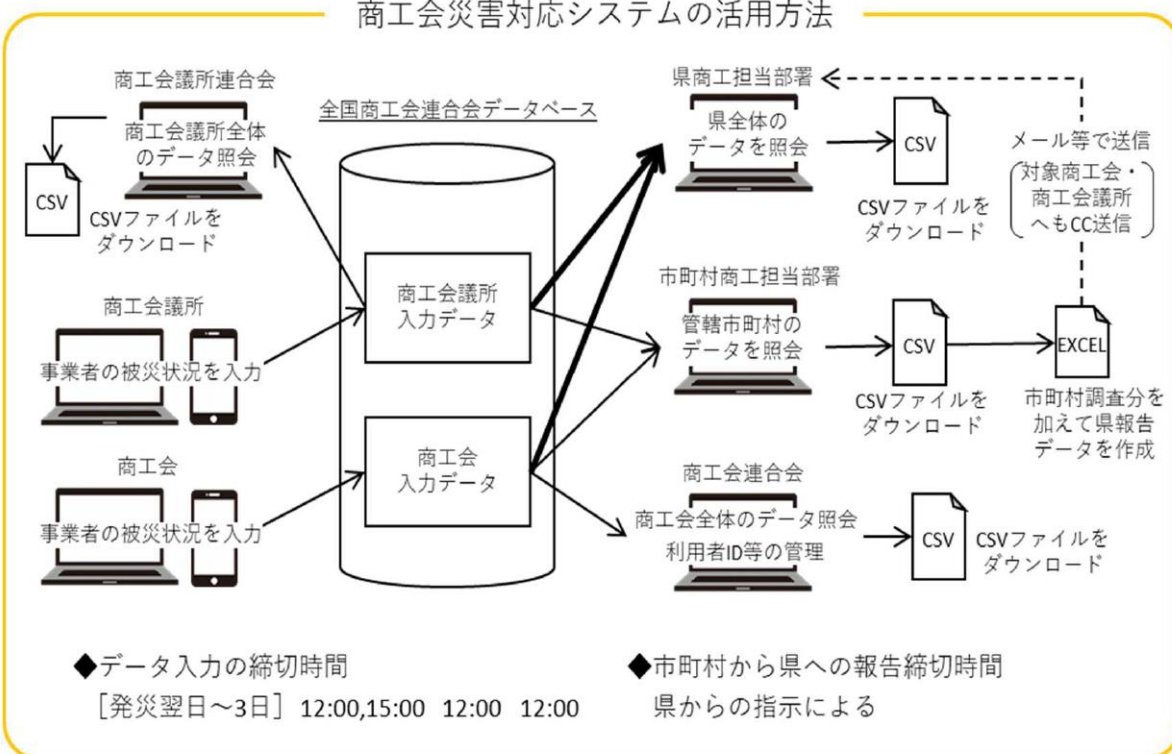 商工会災害対応システムの活用方法
商工会議所連合会
商工会議所全体
のデータ照会
CSV
CSVファイルを
ダウンロード
全国商工会連合会データベース
商工会議所
入力データ
商工会
入力データ
商工会議所
事業者の被災状況を入力
商工会
事業者の被災状況を入力
県商工担当部署
県全体の
データを照会
CSV
CSVファイルを
ダウンロード
メール等で送信
対象商工会・
商工会議所
へもCC送信
市町村商工担当部署
管轄市町村の
データを照会
CSV
CSVファイルを
ダウンロード
EXCEL
市町村調査分を
加えて県報告
データを作成
商工会連合会
商工会全体のデータ照会
利用者ID等の管理
CSV
CSVファイルを
ダウンロード
◆データ入力の締切時間
[発災翌日～3日] 12:00,15:00 12:00 12:00
◆市町村から県への報告締切時間
県からの指示による